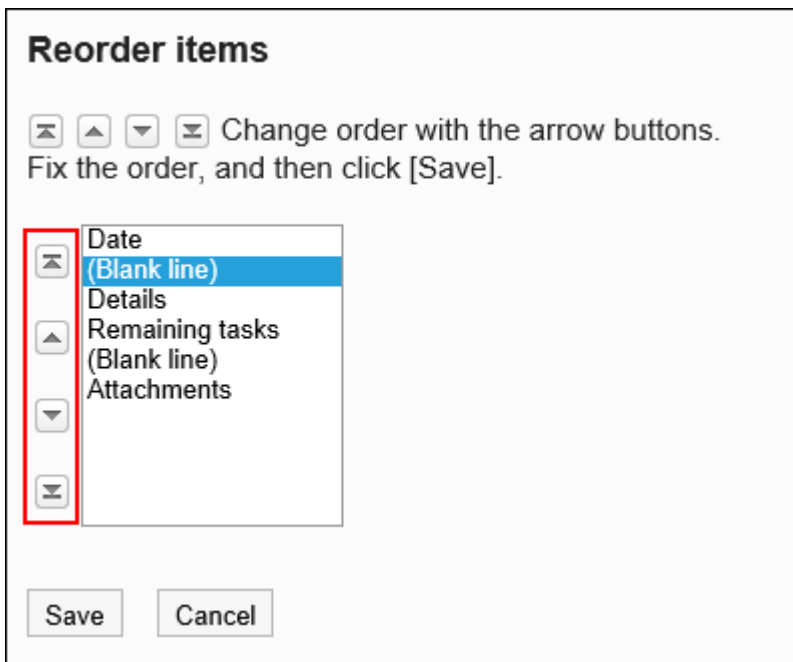 Reorder items
Change order with the arrow buttons.
Fix the order, and then click [Save].
Date
(Blank line)
Details
Remaining tasks
(Blank line)
Attachments
Save Cancel